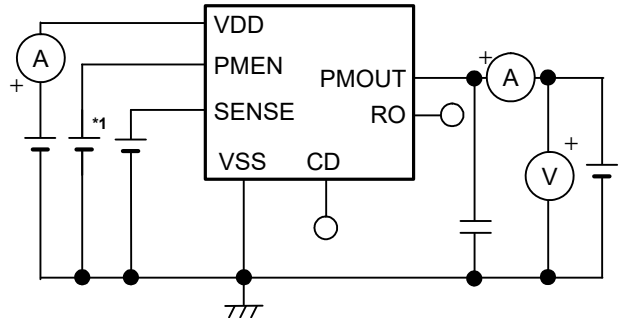 VDD
A
+
PMEN
*1
SENSE
VSS
CD
PMOUT
RO
+
A
+
V